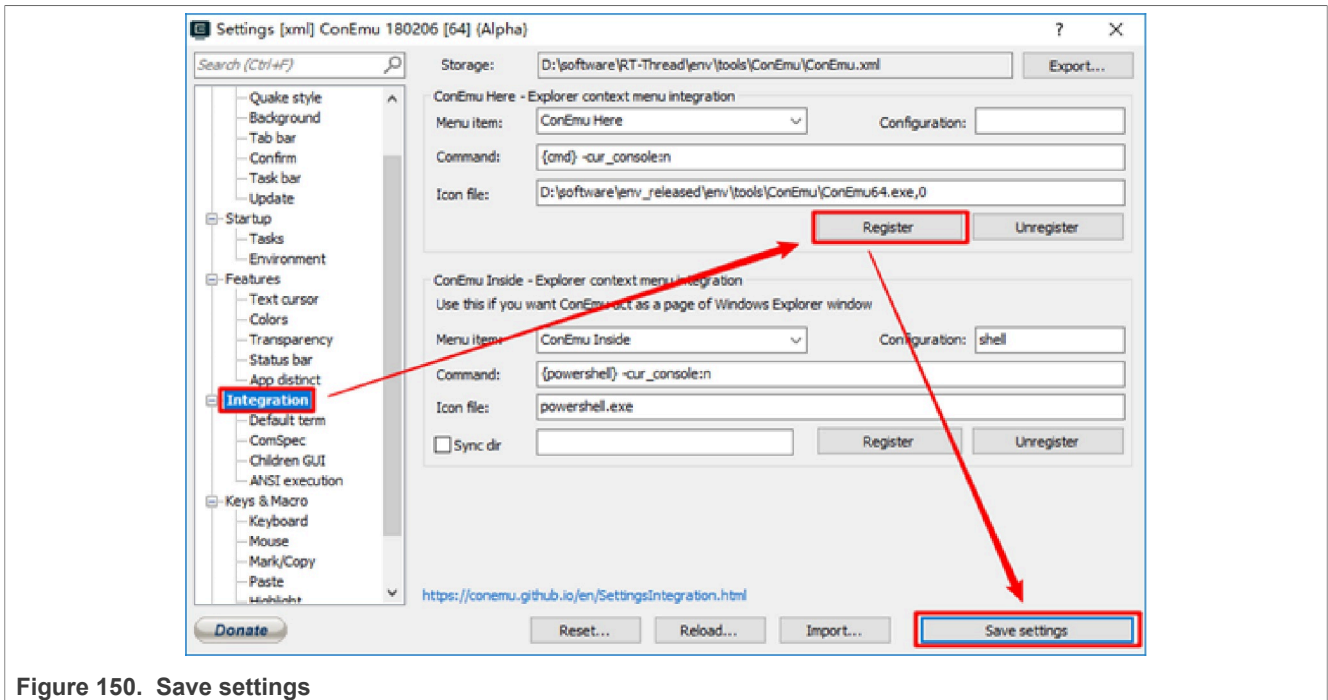 Settings [xml] ConEmu 180206 [64] {Alpha}
? ×
Search (Ctrl+F)
Quake style
Background
Tab bar
Confirm
Task bar
Update
Startup
Tasks
Environment
Features
Text cursor
Colors
Transparency
Status bar
App distinct
Integration
Default term
ComSpec
Children GUI
ANSI execution
Keys & Macro
Keyboard
Mouse
Mark/Copy
Paste
Highlight
Storage: D:\software\RT-Thread\env\tools\ConEmu\ConEmu.xml Export...
ConEmu Here - Explorer context menu integration
Menu item: ConEmu Here Configuration:
Command: {cmd} -cur_console:n
Icon file: D:\software\env_released\env\tools\ConEmu\ConEmu64.exe,0
Register Unregister
ConEmu Inside - Explorer context menu integration
Use this if you want ConEmu act as a page of Windows Explorer window
Menu item: ConEmu Inside Configuration: shell
Command: {powershell} -cur_console:n
Icon file: powershell.exe
Sync dir Register Unregister
https://conemu.github.io/en/SettingsIntegration.html
Donate Reset... Reload... Import... Save settings
Figure 150. Save settings